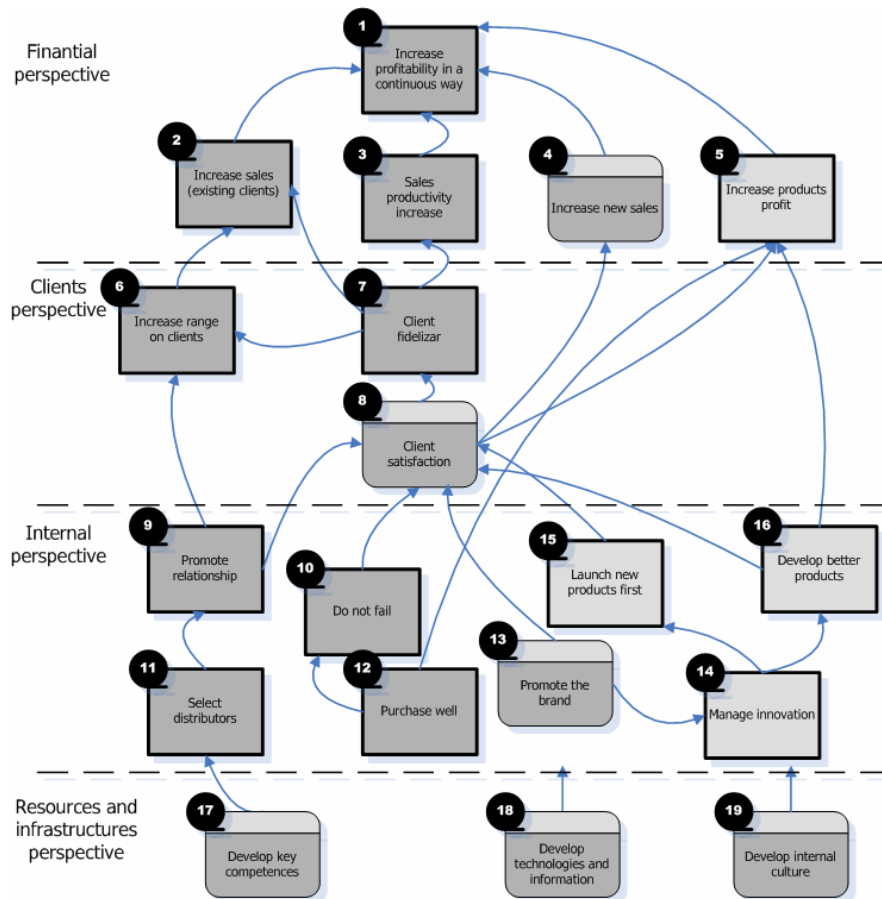 1
Finantial
perspective
Increase
profitability in a
continuous way
2
Increase sales
(existing clients)
3
Sales
productivity
increase
4
Increase new sales
5
Increase products
profit
Clients
perspective
6
Increase range
on clients
7
Client
fidelizar
8
Client
satisfaction
Internal
perspective
9
Promote
relationship
10
Do not fail
15
Launch new
products first
16
Develop better
products
11
Select
distributors
12
Purchase well
13
Promote the
brand
14
Manage innovation
Resources and
infrastructures
perspective
17
Develop key
competences
18
Develop
technologies and
information
19
Develop internal
culture